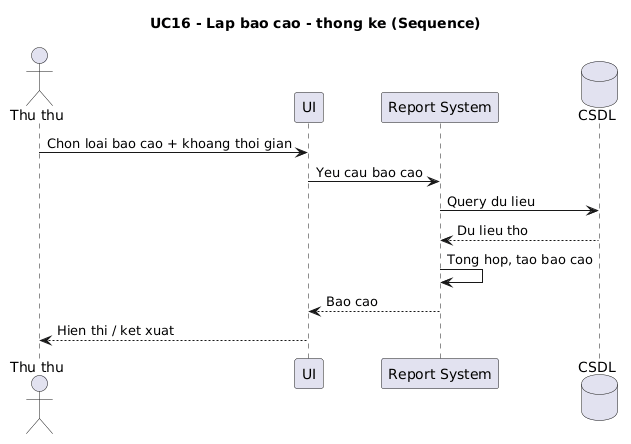 UC16 - Lap bao cao - thong ke (Sequence)
Thu thu
UI
Report System
CSDL
Chon loai bao cao + khoang thoi gian
Yeu cau bao cao
Query du lieu
Du lieu tho
Tong hop, tao bao cao
Bao cao
Hien thi / ket xuat
Thu thu
UI
Report System
CSDL